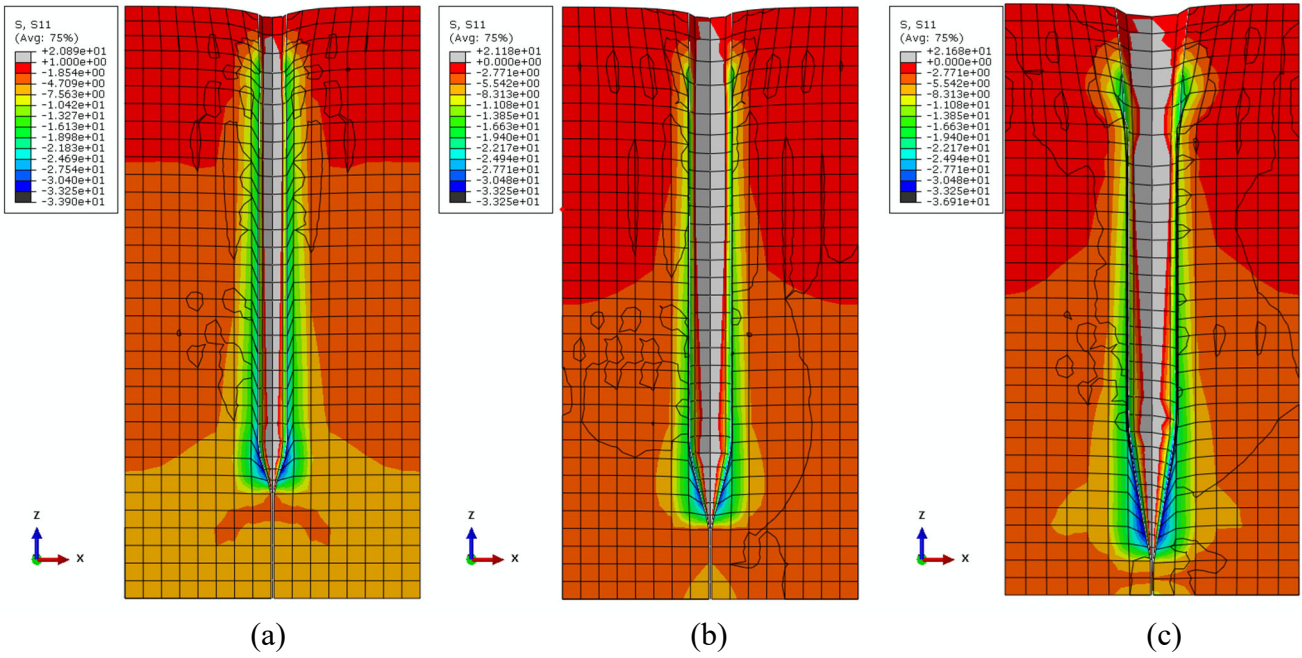 S, S11
(Avg: 75%)
+2.089e+01
+1.000e+00
-1.854e+00
-4.709e+00
-7.563e+00
-1.042e+01
-1.327e+01
-1.613e+01
-1.898e+01
-2.183e+01
-2.469e+01
-2.754e+01
-3.040e+01
-3.325e+01
-3.390e+01
z
x
(a)
S, S11
(Avg: 75%)
+2.118e+01
+0.000e+00
-2.771e+00
-5.542e+00
-8.313e+00
-1.108e+01
-1.385e+01
-1.663e+01
-1.940e+01
-2.217e+01
-2.494e+01
-2.771e+01
-3.048e+01
-3.325e+01
-3.325e+01
z
x
(b)
S, S11
(Avg: 75%)
+2.168e+01
+0.000e+00
-2.771e+00
-5.542e+00
-8.313e+00
-1.108e+01
-1.385e+01
-1.663e+01
-1.940e+01
-2.217e+01
-2.494e+01
-2.771e+01
-3.048e+01
-3.325e+01
-3.691e+01
z
x
(c)